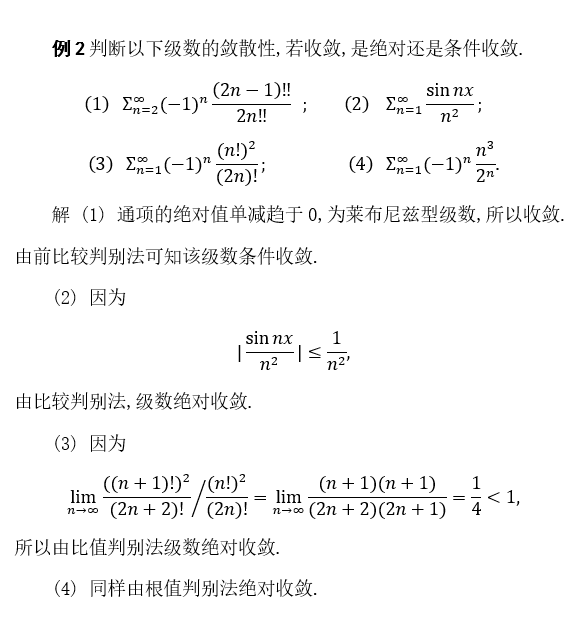 例 2 判断以下级数的敛散性, 若收敛, 是绝对还是条件收敛.
(1) Σ_{n=2}^{∞}(−1)^n (2n − 1)!!/2n!! ; (2) Σ_{n=1}^{∞} sin nx/n^2;
(3) Σ_{n=1}^{∞}(−1)^n (n!)^2/(2n)!; (4) Σ_{n=1}^{∞}(−1)^n n^3/2^n.
解 (1) 通项的绝对值单减趋于 0, 为莱布尼兹型级数, 所以收敛.
由前比较判别法可知该级数条件收敛.
(2) 因为
|sin nx/n^2| ≤ 1/n^2,
由比较判别法, 级数绝对收敛.
(3) 因为
lim_{n→∞} ((n + 1)!)^2/(2n + 2)! / (n!)^2/(2n)! = lim_{n→∞} (n + 1)(n + 1)/(2n + 2)(2n + 1) = 1/4 < 1,
所以由比值判别法级数绝对收敛.
(4) 同样由根值判别法绝对收敛.